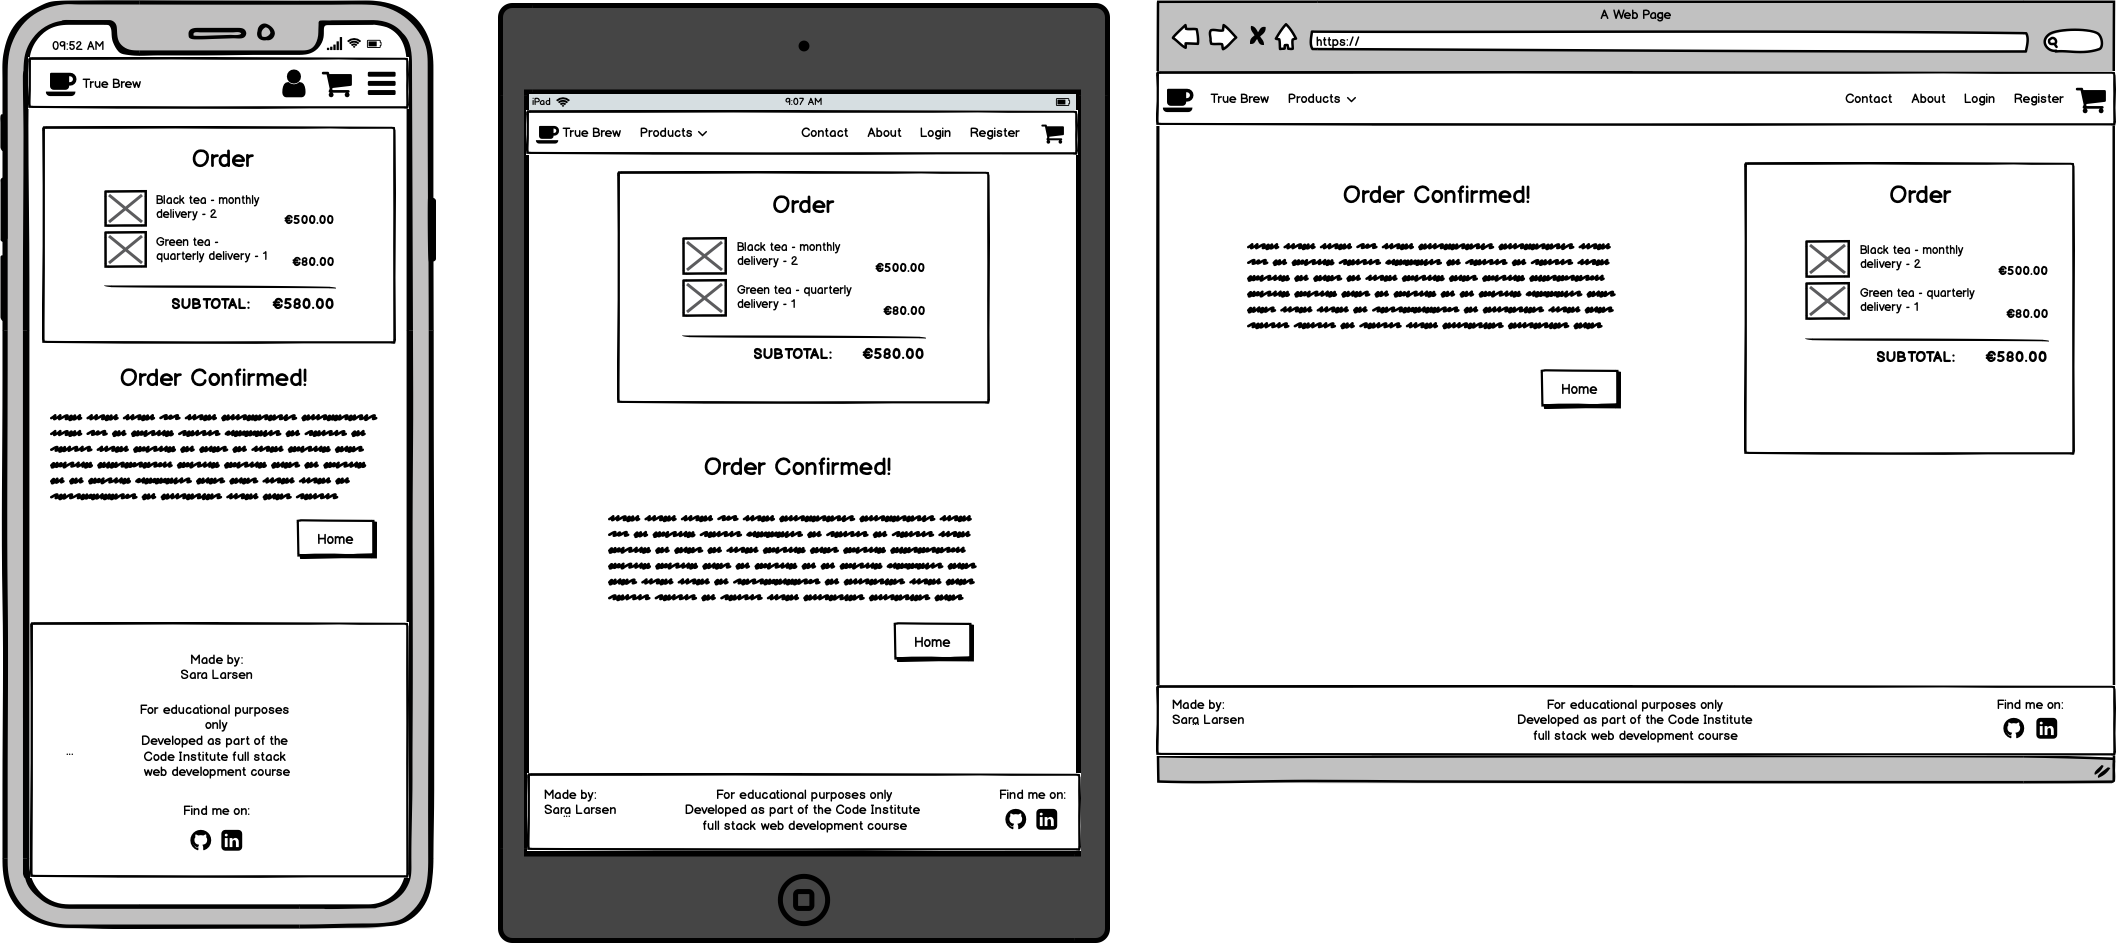 09:52 AM
True Brew
Order
Black tea - monthly
delivery - 2
€500.00
Green tea -
quarterly delivery - 1
€80.00
SUBTOTAL: €580.00
Order Confirmed!
Home
Made by:
Sara Larsen
For educational purposes
only
Developed as part of the
Code Institute full stack
web development course
...
Find me on:
in
iPad
9:07 AM
True Brew Products Contact About Login Register
Order
Black tea - monthly
delivery - 2
€500.00
Green tea - quarterly
delivery - 1
€80.00
SUBTOTAL: €580.00
Order Confirmed!
Home
Made by:
Sara Larsen
...
For educational purposes only
Developed as part of the Code Institute
full stack web development course
Find me on:
in
A Web Page
https://
True Brew Products Contact About Login Register
Order Confirmed!
Home
Order
Black tea - monthly
delivery - 2
€500.00
Green tea - quarterly
delivery - 1
€80.00
SUBTOTAL: €580.00
Made by:
Sara Larsen
For educational purposes only
Developed as part of the Code Institute
full stack web development course
Find me on:
in